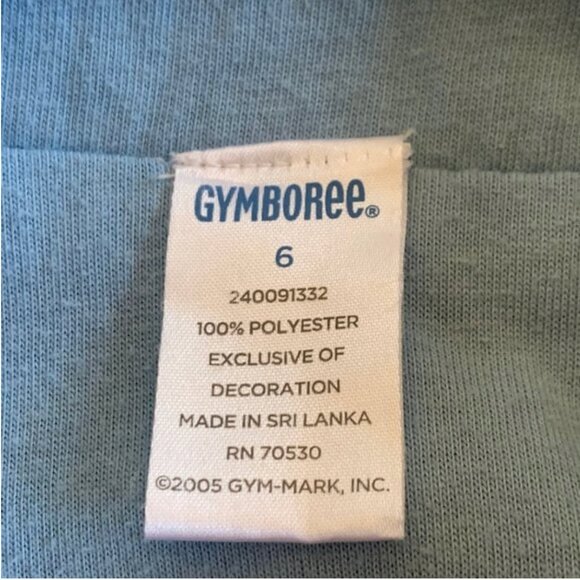 GYMBOREE®
6
240091332
100% POLYESTER
EXCLUSIVE OF
DECORATION
MADE IN SRI LANKA
RN 70530
©2005 GYM-MARK, INC.